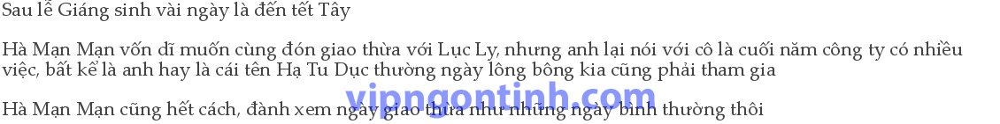 Sau lễ Giáng sinh vài ngày là đến tết Tây
Hà Mạn Mạn vốn dĩ muốn cùng đón giao thừa với Lục Ly, nhưng anh lại nói với cô là cuối năm công ty có nhiều
việc, bất kể là anh hay là cái tên Hạ Tu Dục thường ngày lông bông kia cũng phải tham gia
vipngontinh.com
Hà Mạn Mạn cũng hết cách, đành xem ngày giao thừa như những ngày bình thường thôi